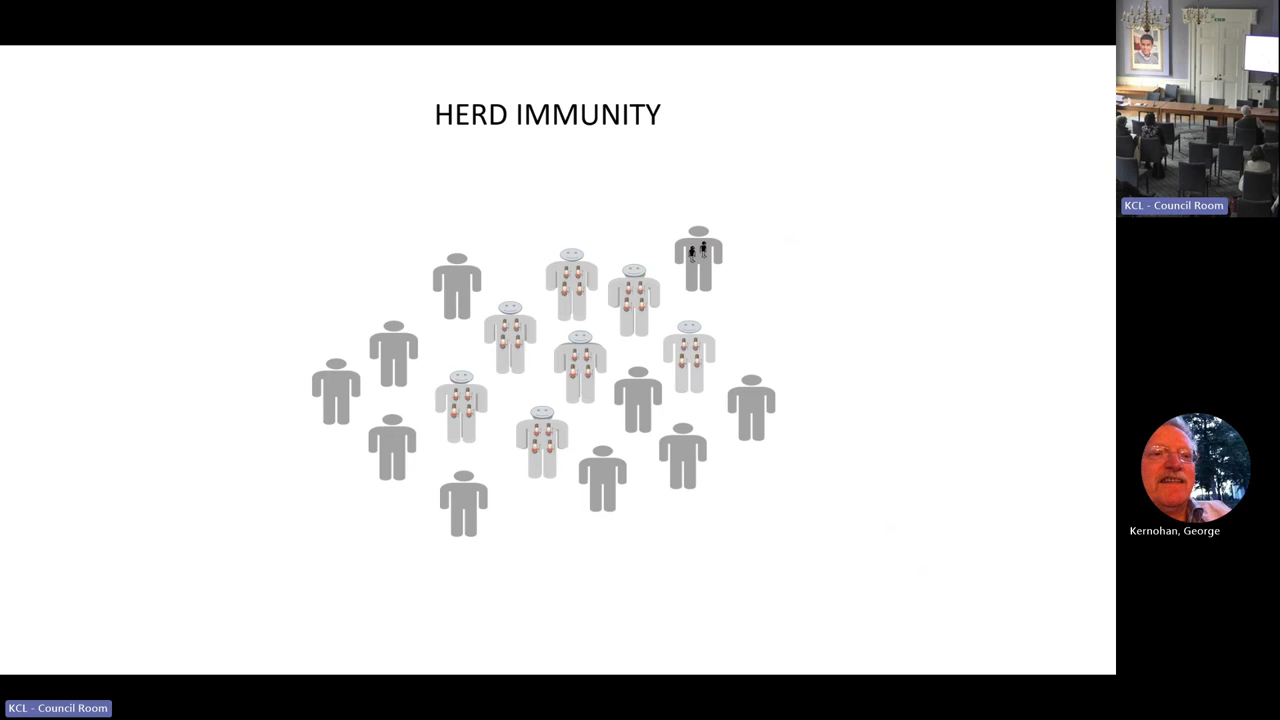 HERD IMMUNITY
KCL - Council Room
Kernohan, George
KCL - Council Room